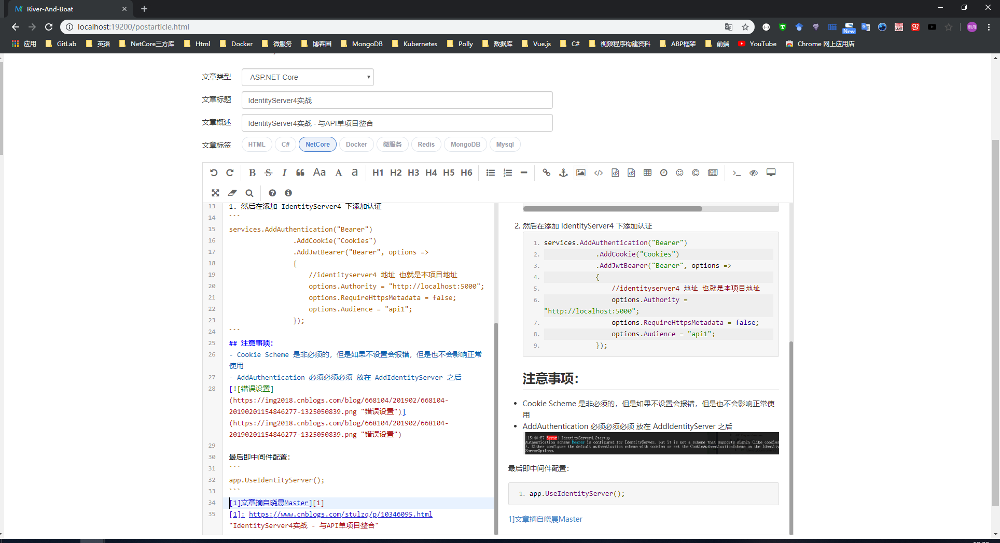 River-And-Boat
localhost:19200/postarticle.html
New
雨舟
应用 GitLab 英语 NetCore三方库 Html Docker 微服务 博客园 MongoDB Kubernetes Polly 数据库 Vue.js C# 视频程序构建资料 ABP框架 前端 YouTube Chrome 网上应用店
文章类型 ASP.NET Core
文章标题 IdentityServer4实战
文章概述 IdentityServer4实战 - 与API单项目整合
文章标签 HTML C# NetCore Docker 微服务 Redis MongoDB Mysql
B S I Aa A a H1 H2 H3 H4 H5 H6
13 1. 然后在添加 IdentityServer4 下添加认证
14 ```
15 services.AddAuthentication("Bearer")
16 .AddCookie("Cookies")
17 .AddJwtBearer("Bearer", options =>
18 {
19 //identityserver4 地址 也就是本项目地址
20 options.Authority = "http://localhost:5000";
21 options.RequireHttpsMetadata = false;
22 options.Audience = "api1";
23 });
24 ```
25 ## 注意事项：
26 - Cookie Scheme 是非必须的，但是如果不设置会报错，但是也不会影响正常
使用
27 - AddAuthentication 必须必须必须 放在 AddIdentityServer 之后
28 [![错误设置]
(https://img2018.cnblogs.com/blog/668104/201902/668104-
20190201154846277-1325050839.png "错误设置")]
(https://img2018.cnblogs.com/blog/668104/201902/668104-
20190201154846277-1325050839.png "错误设置")
29
30 最后即中间件配置：
31 ```
32 app.UseIdentityServer();
33 ```
34 [1]文章摘自晓晨Master][1]
35 [1]: https://www.cnblogs.com/stulzq/p/10346095.html
"IdentityServer4实战 - 与API单项目整合"
2. 然后在添加 IdentityServer4 下添加认证
1. services.AddAuthentication("Bearer")
2. .AddCookie("Cookies")
3. .AddJwtBearer("Bearer", options =>
4. {
5. //identityserver4 地址 也就是本项目地址
6. options.Authority =
"http://localhost:5000";
7. options.RequireHttpsMetadata = false;
8. options.Audience = "api1";
9. });
注意事项：
Cookie Scheme 是非必须的，但是如果不设置会报错，但是也不会影响正常使
用
AddAuthentication 必须必须必须 放在 AddIdentityServer 之后
[15:48:57 Error] IdentityServer4.Startup
Authentication scheme Bearer is configured for IdentityServer, but it is not a scheme that supports signin (like cookies
). Either configure the default authentication scheme with cookies or set the CookieAuthenticationScheme on the Identity
ServerOptions.
最后即中间件配置：
1. app.UseIdentityServer();
1]文章摘自晓晨Master